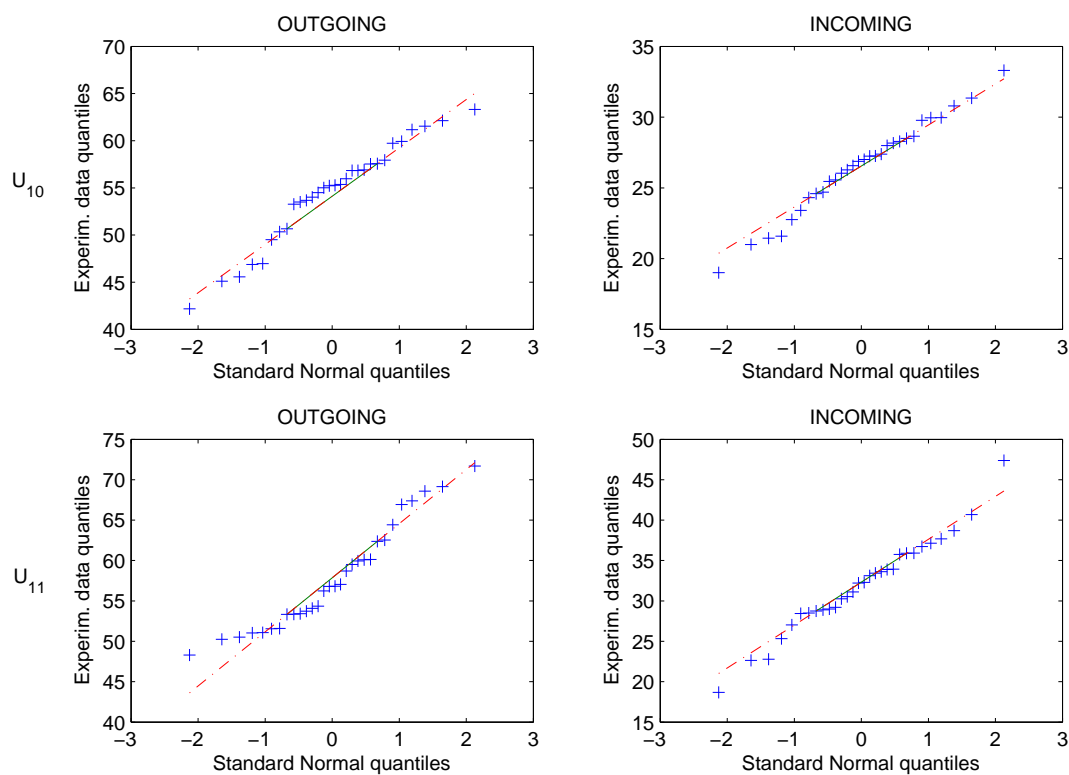 OUTGOING
70
65
60
55
50
45
40
Experim. data quantiles
−3 −2 −1 0 1 2 3
Standard Normal quantiles
U10
INCOMING
35
30
25
20
15
Experim. data quantiles
−3 −2 −1 0 1 2 3
Standard Normal quantiles
OUTGOING
75
70
65
60
55
50
45
40
Experim. data quantiles
−3 −2 −1 0 1 2 3
Standard Normal quantiles
U11
INCOMING
50
45
40
35
30
25
20
15
Experim. data quantiles
−3 −2 −1 0 1 2 3
Standard Normal quantiles